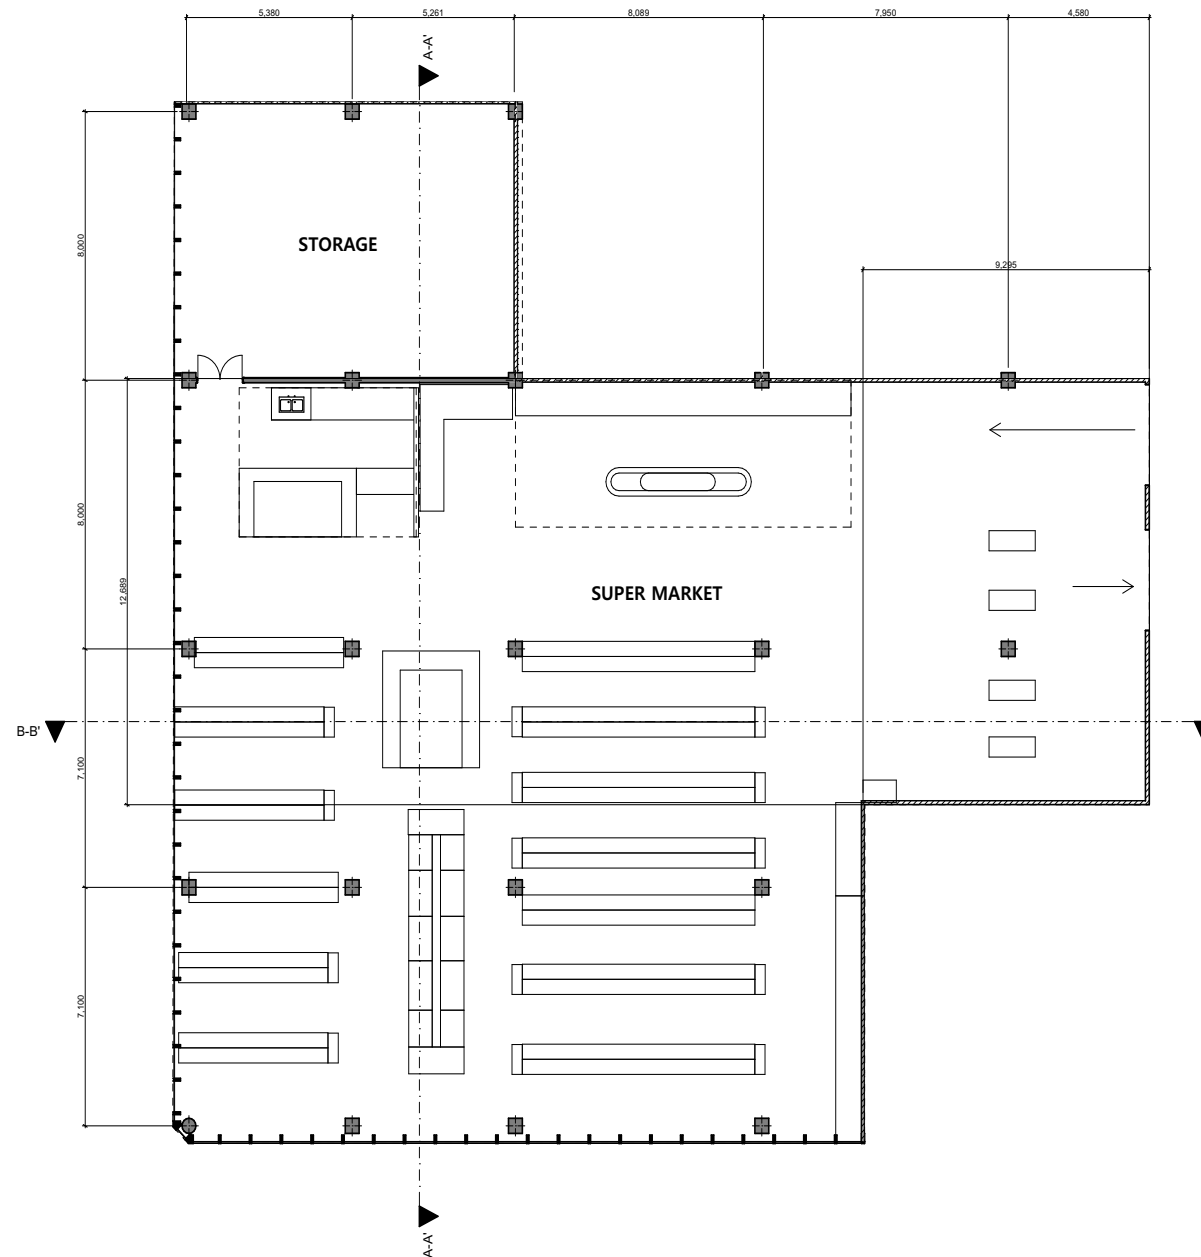 5,380
5,261
8,089
7,950
4,580
A-A'
8,000
STORAGE
9,295
8,000
12,689
SUPER MARKET
B-B'
7,100
7,100
A-A'